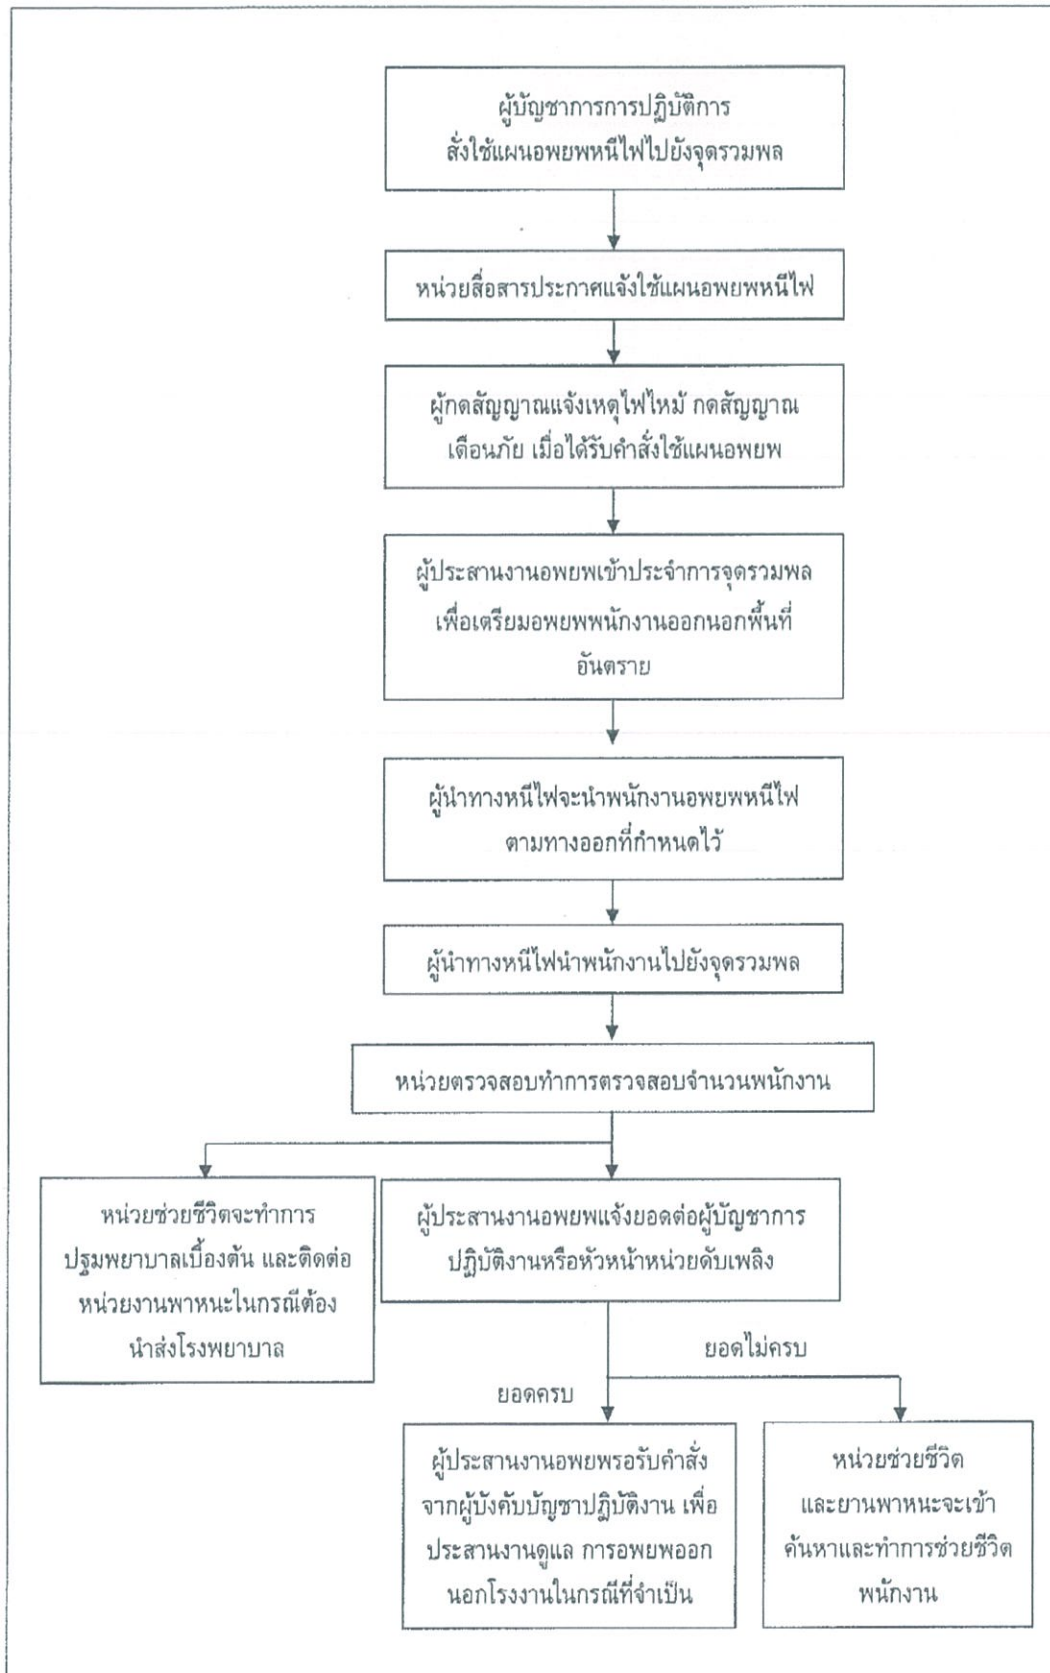 ผู้บัญชาการการปฏิบัติการ
สั่งใช้แผนอพยพหนีไฟไปยังจุดรวมพล
หน่วยสื่อสารประกาศแจ้งใช้แผนอพยพหนีไฟ
ผู้กดสัญญาณแจ้งเหตุไฟไหม้ กดสัญญาณ
เตือนภัย เมื่อได้รับคำสั่งใช้แผนอพยพ
ผู้ประสานงานอพยพเข้าประจำการจุดรวมพล
เพื่อเตรียมอพยพพนักงานออกนอกพื้นที่
อันตราย
ผู้นำทางหนีไฟจะนำพนักงานอพยพหนีไฟ
ตามทางออกที่กำหนดไว้
ผู้นำทางหนีไฟนำพนักงานไปยังจุดรวมพล
หน่วยตรวจสอบทำการตรวจสอบจำนวนพนักงาน
หน่วยช่วยชีวิตจะทำการ
ปฐมพยาบาลเบื้องต้น และติดต่อ
หน่วยงานพาหนะในกรณีต้อง
นำส่งโรงพยาบาล
ผู้ประสานงานอพยพแจ้งยอดต่อผู้บัญชาการ
ปฏิบัติงานหรือหัวหน้าหน่วยดับเพลิง
ยอดไม่ครบ
ยอดครบ
ผู้ประสานงานอพยพรอรับคำสั่ง
จากผู้บังคับบัญชาปฏิบัติงาน เพื่อ
ประสานงานดูแล การอพยพออก
นอกโรงงานในกรณีที่จำเป็น
หน่วยช่วยชีวิต
และยานพาหนะจะเข้า
ค้นหาและทำการช่วยชีวิต
พนักงาน